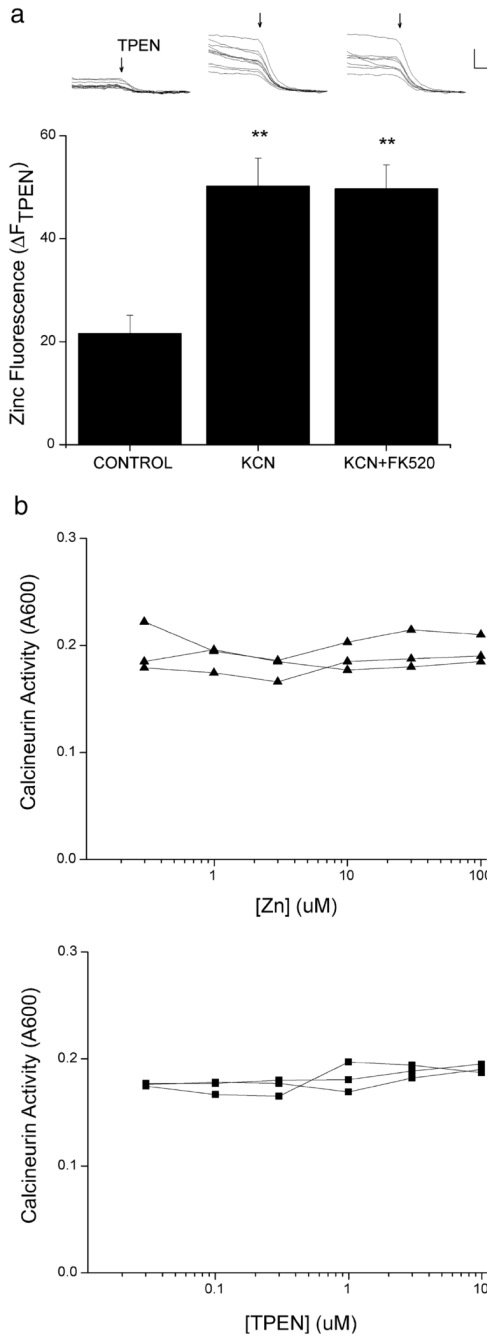 a
TPEN
** **
60
40
20
0
Zinc Fluorescence (ΔFTPEN)
CONTROL KCN KCN+FK520
b
0.3
0.2
0.1
0.0
Calcineurin Activity (A600)
1 10 100
[Zn] (uM)
0.3
0.2
0.1
0.0
Calcineurin Activity (A600)
0.1 1 10
[TPEN] (uM)